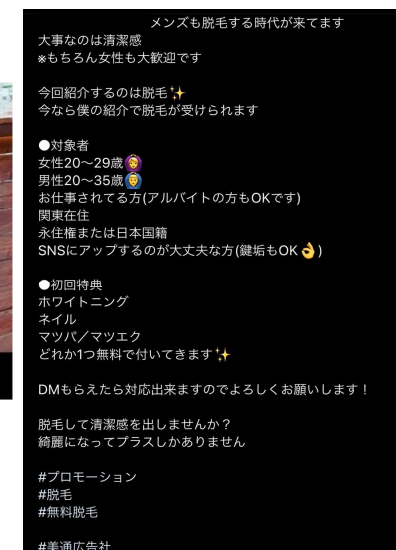 メンズも脱毛する時代が来てます
大事なのは清潔感
※もちろん女性も大歓迎です
今回紹介するのは脱毛✨
今なら僕の紹介で脱毛が受けられます
●対象者
女性20〜29歳🙆‍♀️
男性20〜35歳🙆‍♂️
お仕事されてる方(アルバイトの方もOKです)
関東在住
永住権または日本国籍
SNSにアップするのが大丈夫な方(鍵垢もOK👌)
●初回特典
ホワイトニング
ネイル
マツパ／マツエク
どれか1つ無料で付いてきます✨
DMもらえたら対応出来ますのでよろしくお願いします！
脱毛して清潔感を出しませんか？
綺麗になってプラスしかありません
#プロモーション
#脱毛
#無料脱毛
#美通広告社